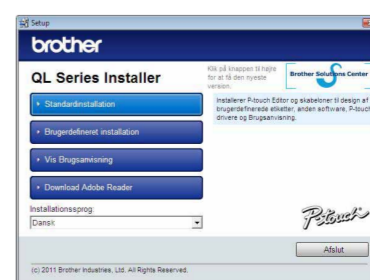 Setup
brother
QL Series Installer
Klik på knappen til højre
for at få den nyeste
version.
Brother Solutions Center
Standardinstallation
Installerer P-touch Editor og skabeloner til design af
brugerdefinerede etiketter, anden software, P-touch
drivere og Brugsanvisning.
Brugerdefineret installation
Vis Brugsanvisning
Download Adobe Reader
Installationssprog:
Dansk
P-touch
Afslut
(c) 2011 Brother Industries, Ltd. All Rights Reserved.